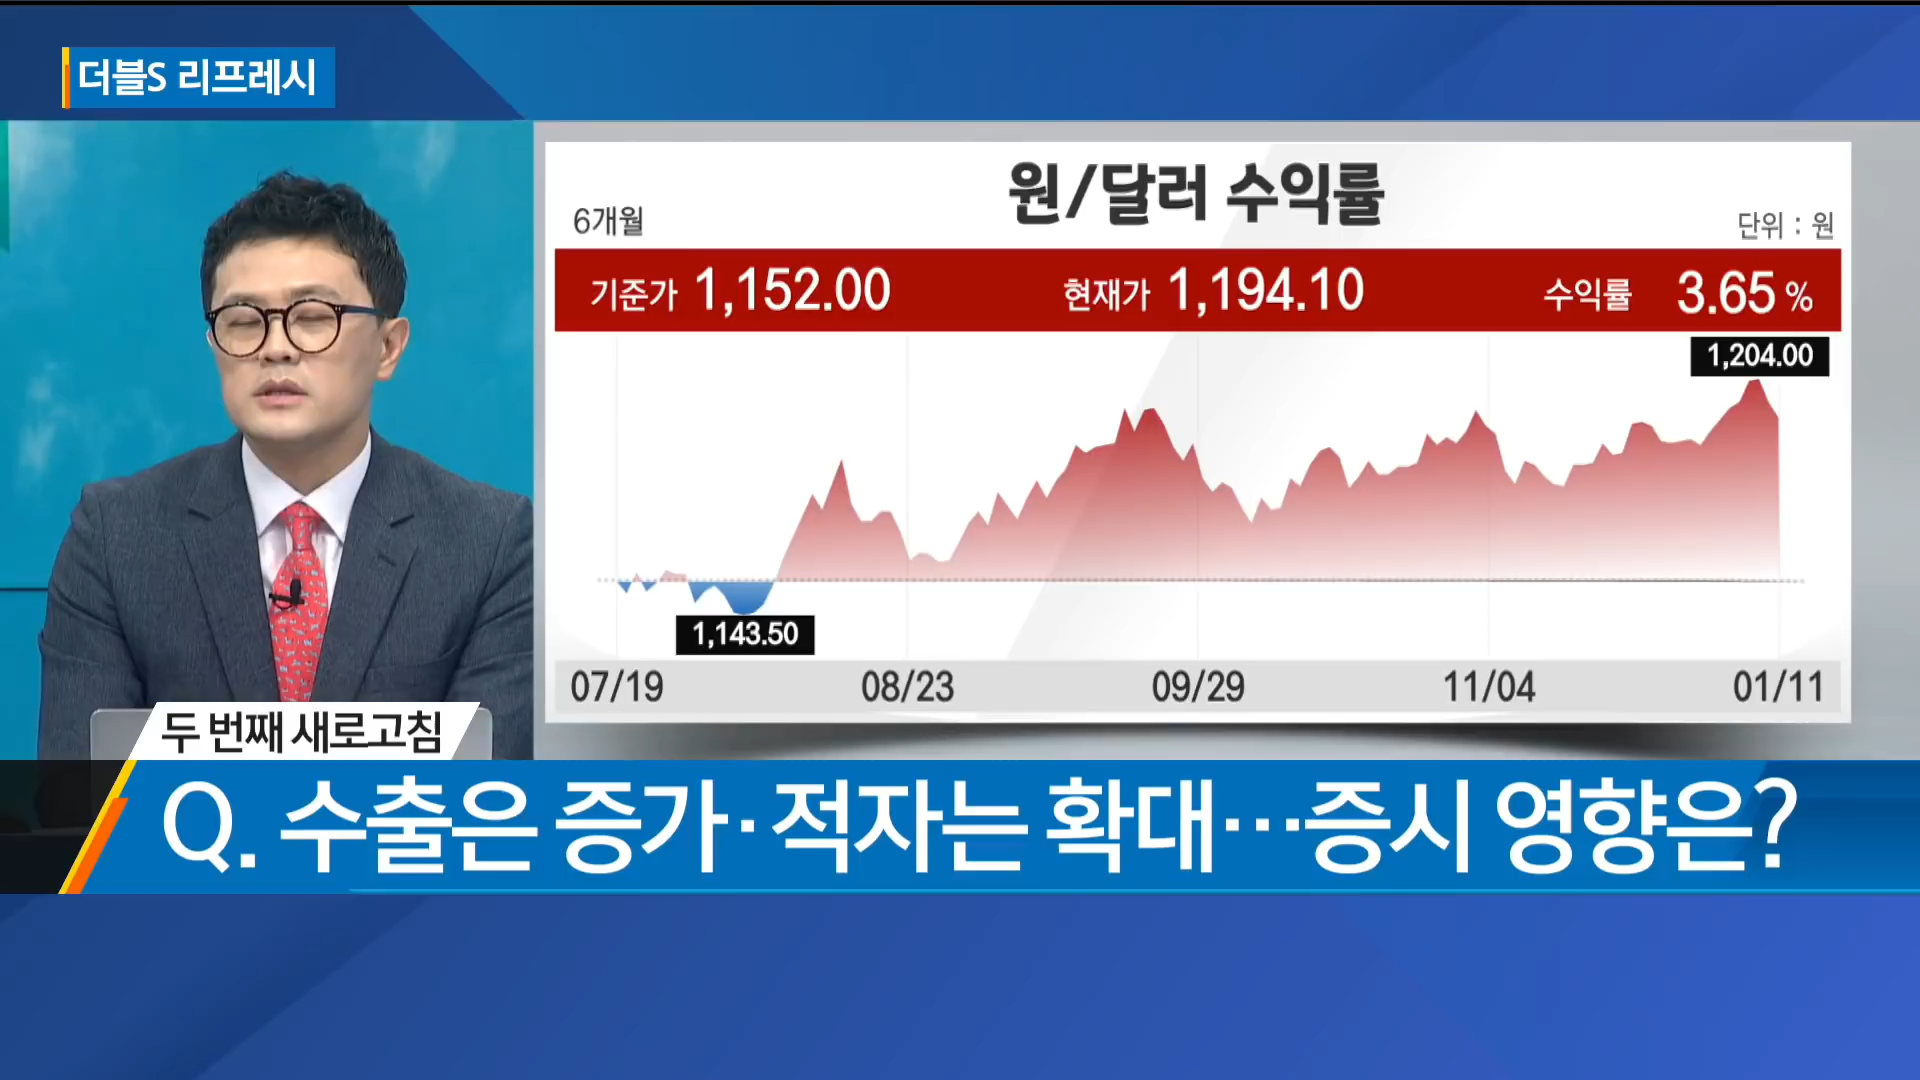 더블S 리프레시
원/달러 수익률
6개월
단위 : 원
기준가 1,152.00 현재가 1,194.10 수익률 3.65 %
1,204.00
1,143.50
07/19 08/23 09/29 11/04 01/11
두 번째 새로고침
Q. 수출은 증가·적자는 확대…증시 영향은?